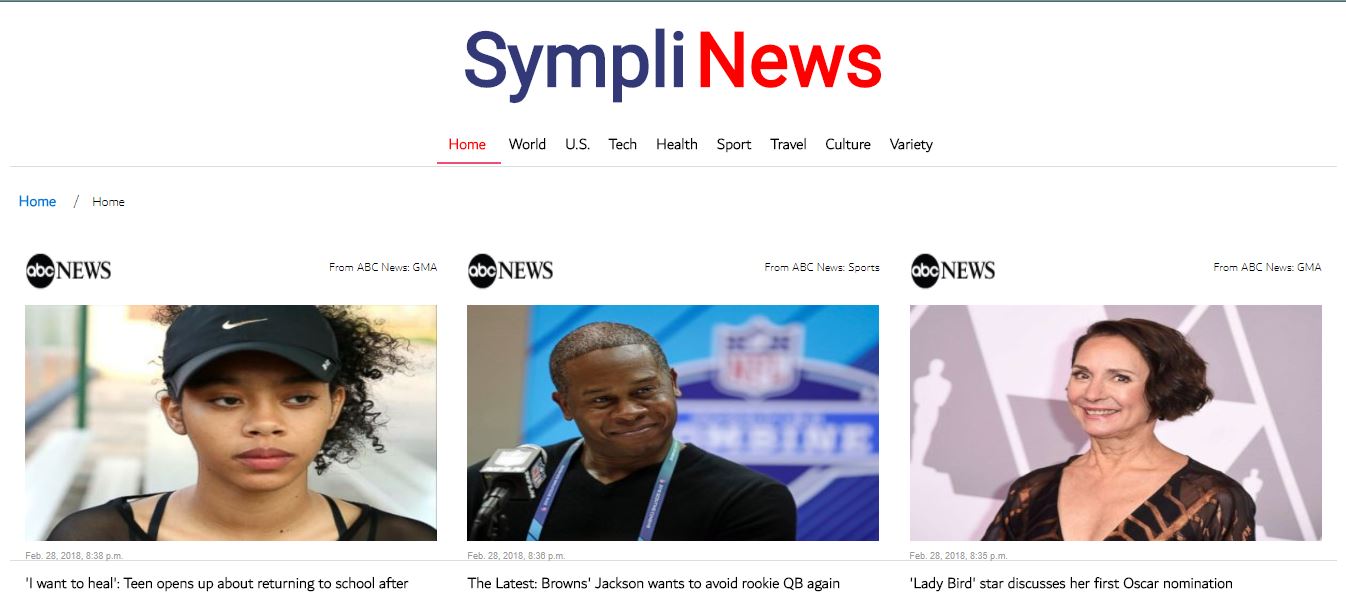 Sympli News
Home World U.S. Tech Health Sport Travel Culture Variety
Home / Home
abc NEWS From ABC News: GMA
abc NEWS From ABC News: Sports
abc NEWS From ABC News: GMA
NFL
COMBINE
Feb. 28, 2018, 8:38 p.m.
Feb. 28, 2018, 8:36 p.m.
Feb. 28, 2018, 8:35 p.m.
'I want to heal': Teen opens up about returning to school after
The Latest: Browns' Jackson wants to avoid rookie QB again
'Lady Bird' star discusses her first Oscar nomination